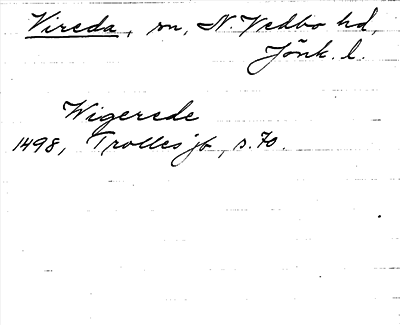 Vireda, sn, N. Vedbo hd,
Jönk. l.
Wigerede
1498, Trolles jb, s. 70.